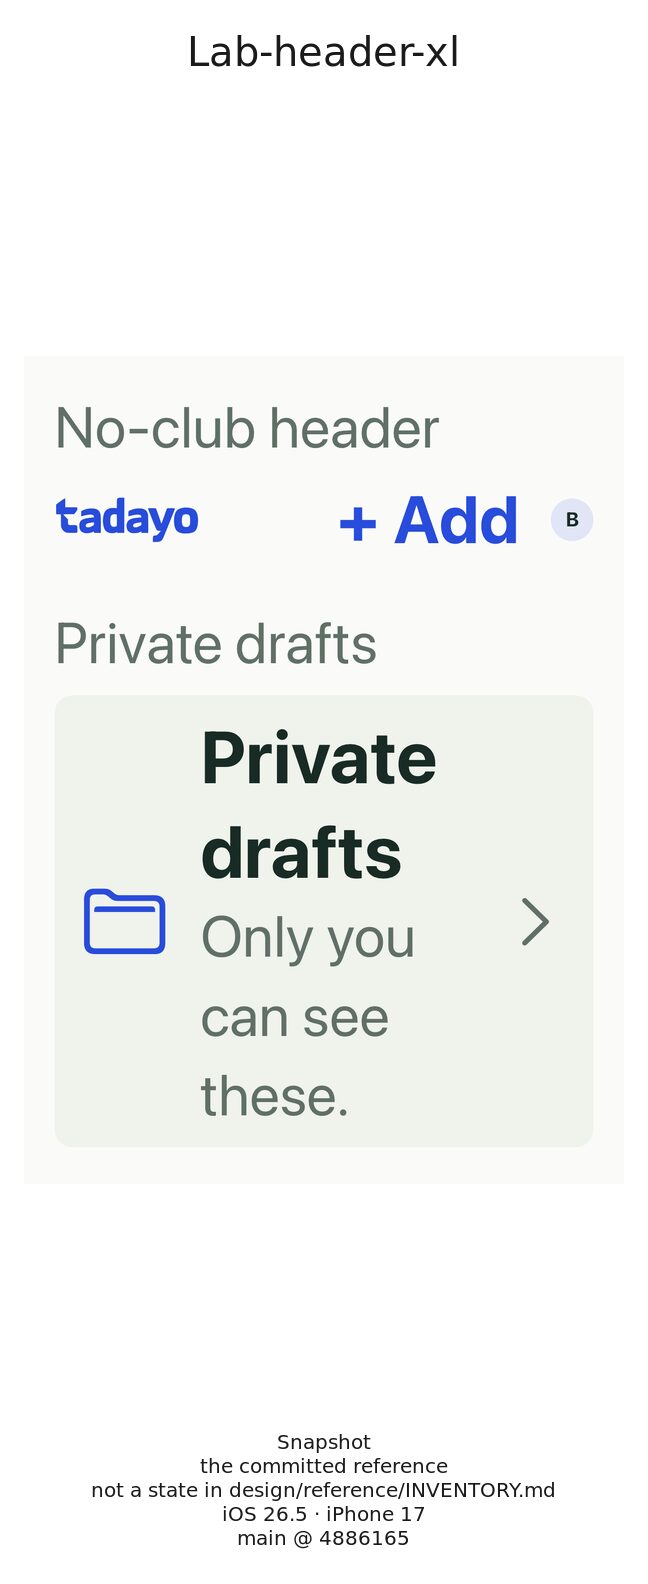 Lab-header-xl
No-club header
tadayo
+ Add
B
Private drafts
Private
drafts
Only you
can see
these.
Snapshot
the committed reference
not a state in design/reference/INVENTORY.md
iOS 26.5 · iPhone 17
main @ 4886165